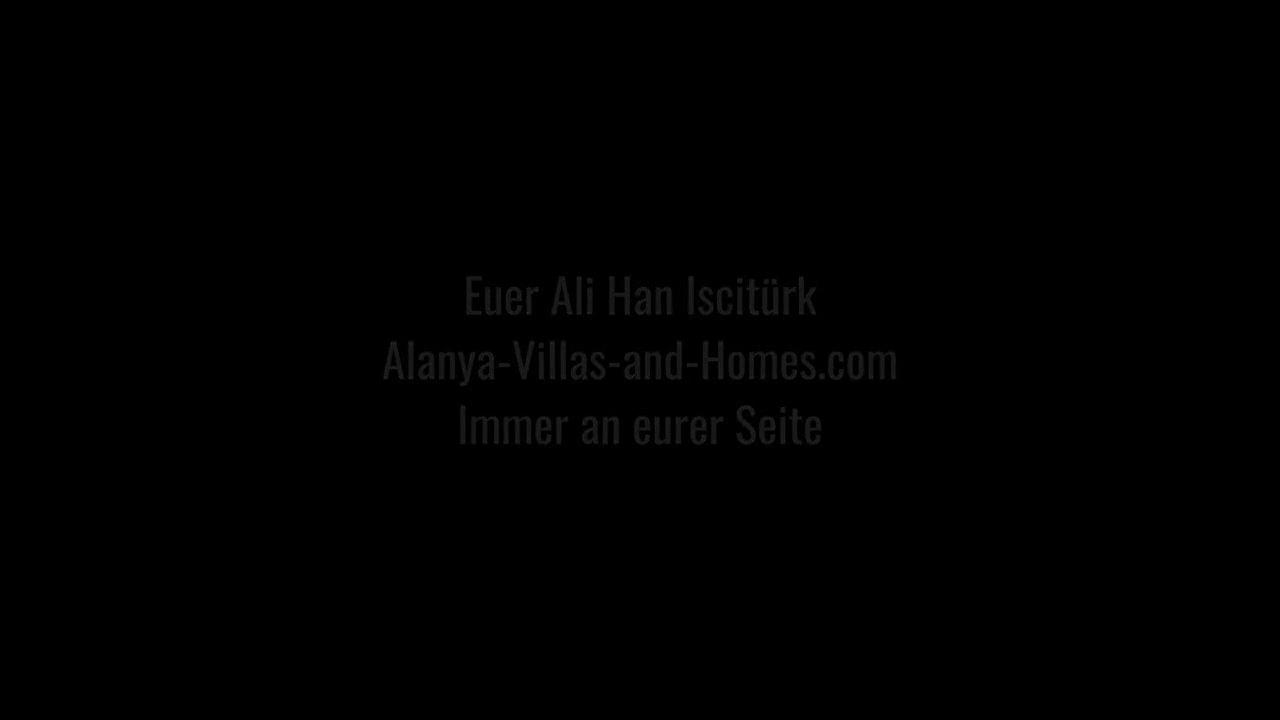 Euer Ali Han Iscitürk
Alanya-Villas-and-Homes.com
Immer an eurer Seite